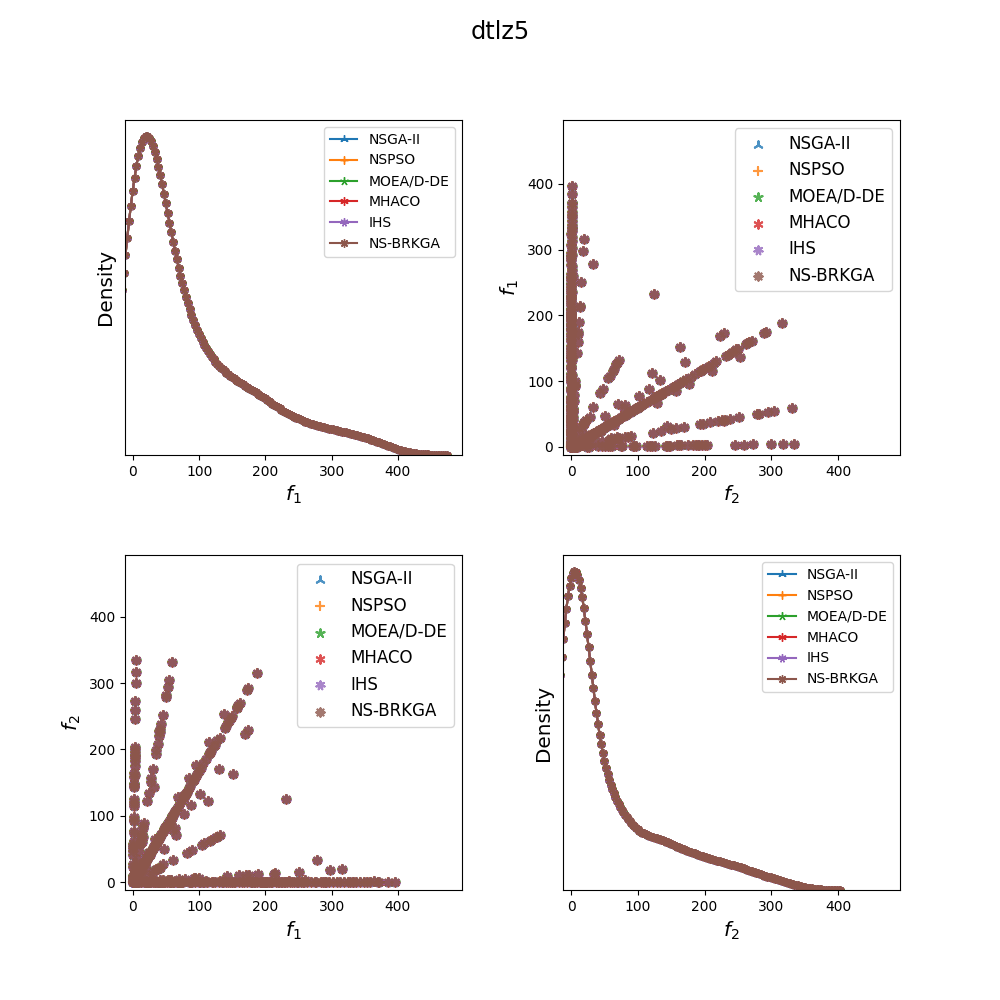 dtlz5
Density
NSGA-II
NSPSO
MOEA/D-DE
MHACO
IHS
NS-BRKGA
0 100 200 300 400
f1
f1
400
300
200
100
0
NSGA-II
NSPSO
MOEA/D-DE
MHACO
IHS
NS-BRKGA
0 100 200 300 400
f2
f2
400
300
200
100
0
NSGA-II
NSPSO
MOEA/D-DE
MHACO
IHS
NS-BRKGA
0 100 200 300 400
f1
Density
NSGA-II
NSPSO
MOEA/D-DE
MHACO
IHS
NS-BRKGA
0 100 200 300 400
f2